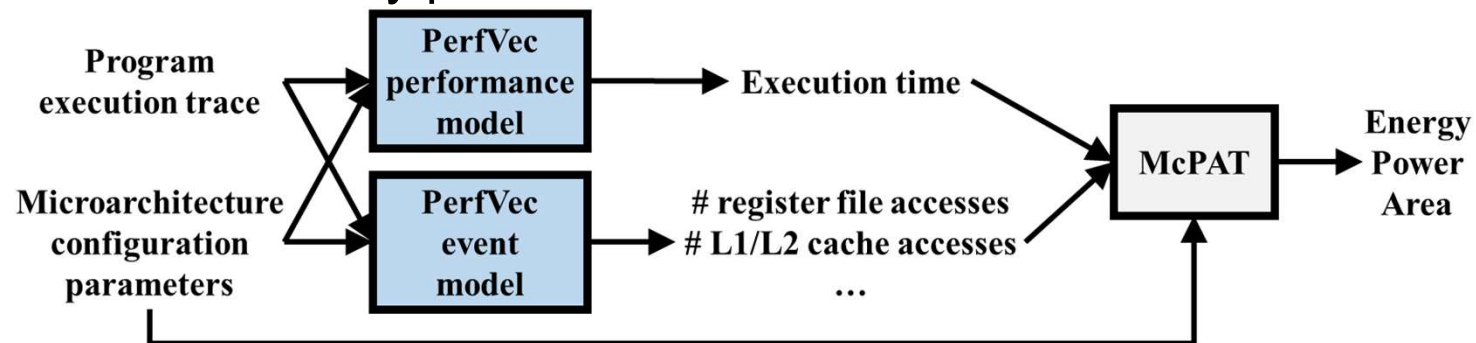 Program
execution trace
Microarchitecture
configuration
parameters
PerfVec
performance
model
PerfVec
event
model
Execution time
# register file accesses
# L1/L2 cache accesses
…
McPAT
Energy
Power
Area